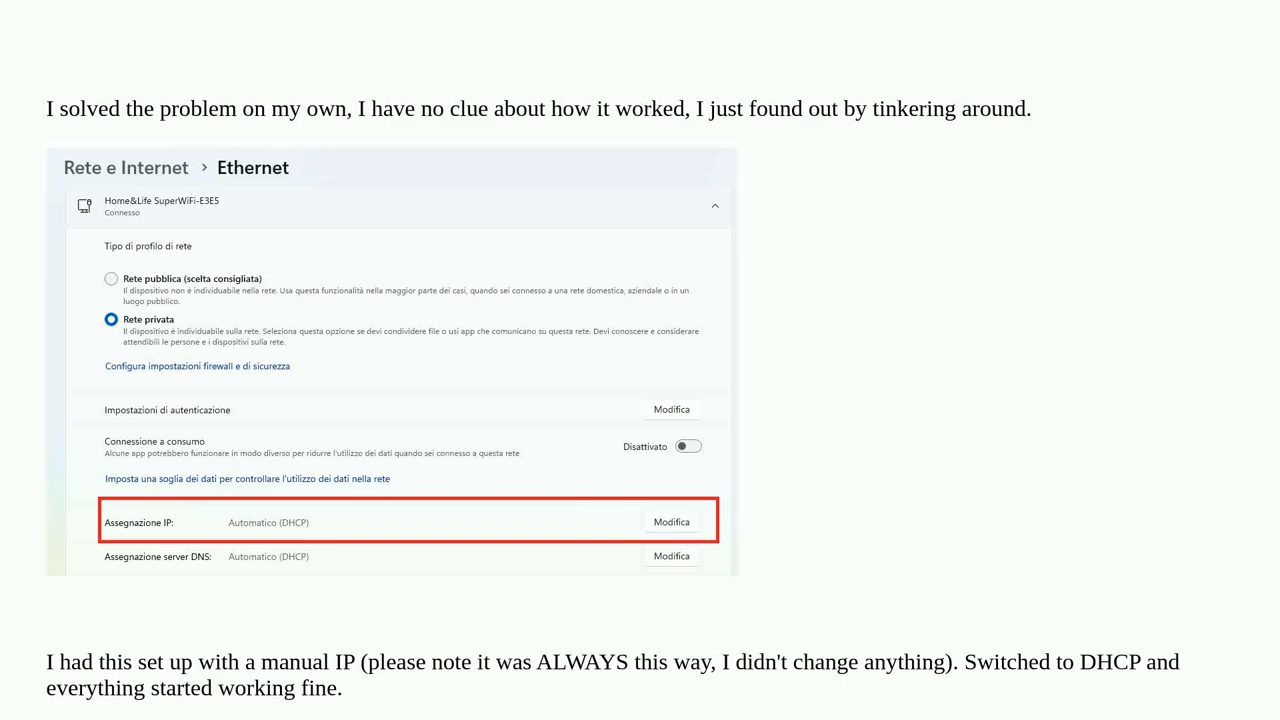 I solved the problem on my own, I have no clue about how it worked, I just found out by tinkering around.
Rete e Internet > Ethernet
Home&Life SuperWiFi-E3E5
Connesso
Tipo di profilo di rete
Rete pubblica (scelta consigliata)
Il dispositivo non è individuabile nella rete. Usa questa funzionalità nella maggior parte dei casi, quando sei connesso a una rete domestica, aziendale o in un
luogo pubblico.
Rete privata
Il dispositivo è individuabile sulla rete. Seleziona questa opzione se devi condividere file o usi app che comunicano su questa rete. Devi conoscere e considerare
attendibili le persone e i dispositivi sulla rete.
Configura impostazioni firewall e di sicurezza
Impostazioni di autenticazione Modifica
Connessione a consumo
Alcune app potrebbero funzionare in modo diverso per ridurre l'utilizzo dei dati quando sei connesso a questa rete
Disattivato
Imposta una soglia dei dati per controllare l'utilizzo dei dati nella rete
Assegnazione IP: Automatico (DHCP) Modifica
Assegnazione server DNS: Automatico (DHCP) Modifica
I had this set up with a manual IP (please note it was ALWAYS this way, I didn't change anything). Switched to DHCP and
everything started working fine.